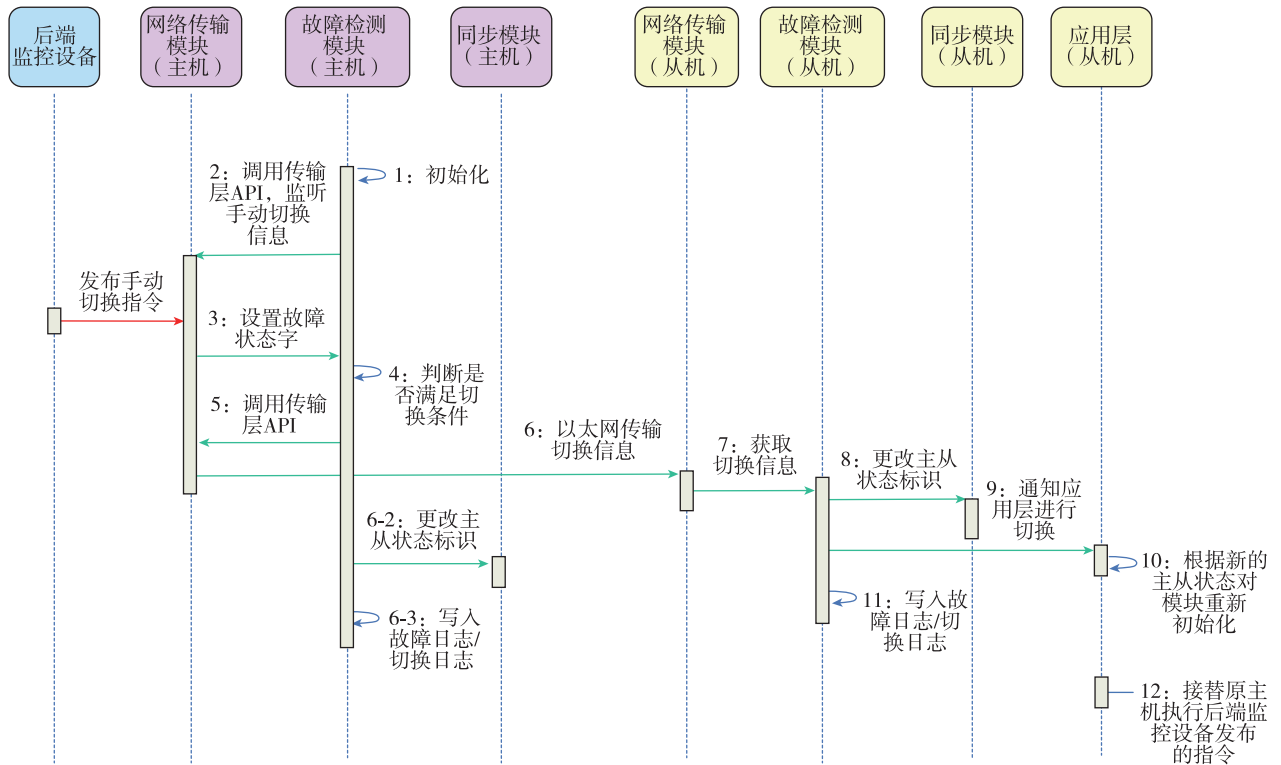 后端
监控设备
网络传输
模块
（主机）
故障检测
模块
（主机）
同步模块
（主机）
网络传输
模块
（从机）
故障检测
模块
（从机）
同步模块
（从机）
应用层
（从机）
1：初始化
2：调用传输
层API，监听
手动切换
信息
发布手动
切换指令
3：设置故障
状态字
4：判断是
否满足切
换条件
5：调用传输
层API
6：以太网传输
切换信息
7：获取
切换信息
8：更改主从
状态标识
9：通知应
用层进行
切换
6-2：更改主
从状态标识
10：根据新的
主从状态对
模块重新
初始化
6-3：写入
故障日志/
切换日志
11：写入故
障日志/切
换日志
12：接替原主
机执行后端监
控设备发布
的指令